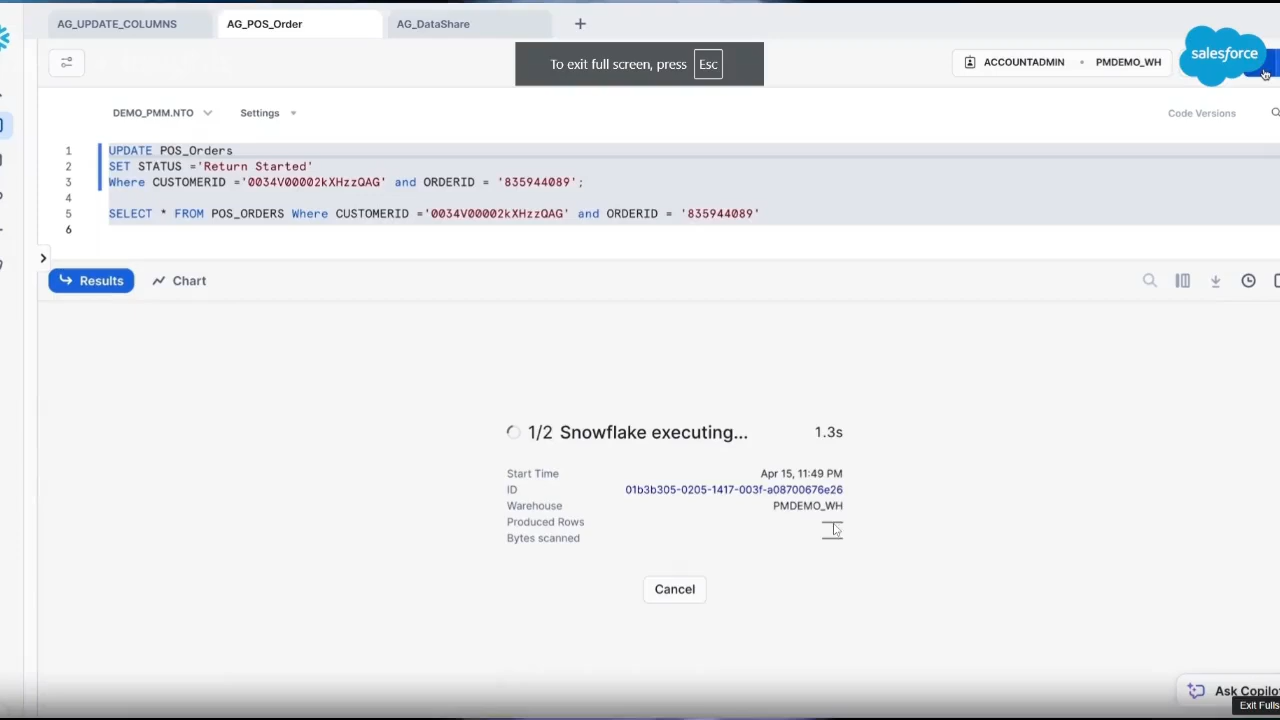 AG_UPDATE_COLUMNS
AG_POS_Order
AG_DataShare
+
To exit full screen, press Esc
ACCOUNTADMIN • PMDEMO_WH
salesforce
DEMO_PMM.NTO
Settings
Code Versions
1 UPDATE POS_Orders
2 SET STATUS ='Return Started'
3 Where CUSTOMERID ='0034V00002kXHzzQAG' and ORDERID = '835944089';
4
5 SELECT * FROM POS_ORDERS Where CUSTOMERID ='0034V00002kXHzzQAG' and ORDERID = '835944089'
6
Results
Chart
1/2 Snowflake executing... 1.3s
Start Time Apr 15, 11:49 PM
ID 01b3b305-0205-1417-003f-a08700676e26
Warehouse PMDEMO_WH
Produced Rows
Bytes scanned
Cancel
Ask Copilot
Exit Fulls